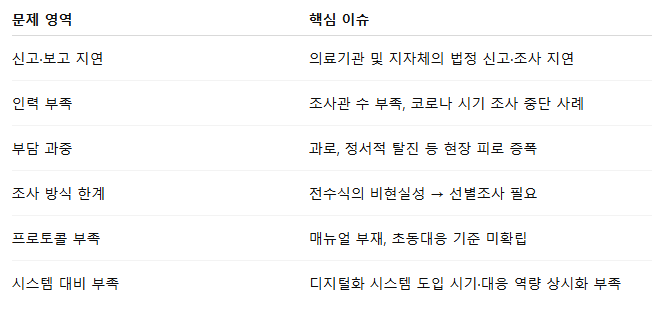 문제 영역 핵심 이슈
신고·보고 지연 의료기관 및 지자체의 법정 신고·조사 지연
인력 부족 조사관 수 부족, 코로나 시기 조사 중단 사례
부담 과중 과로, 정서적 탈진 등 현장 피로 증폭
조사 방식 한계 전수식의 비현실성 → 선별조사 필요
프로토콜 부족 매뉴얼 부재, 초동대응 기준 미확립
시스템 대비 부족 디지털화 시스템 도입 시기·대응 역량 상시화 부족